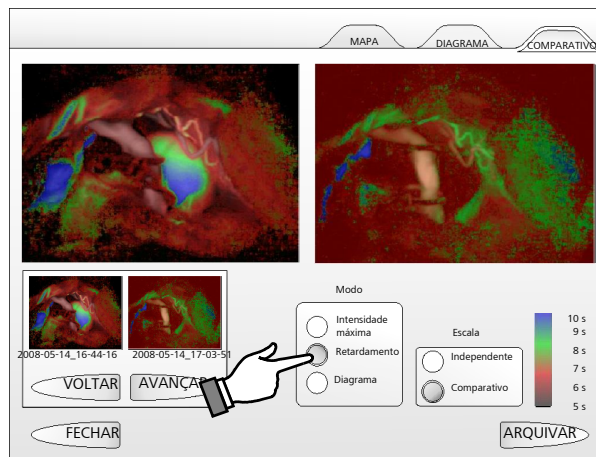 MAPA
DIAGRAMA
COMPARATIVO
2008-05-14_16-44-16
2008-05-14_17-03-51
VOLTAR
AVANÇAR
FECHAR
Modo
Intensidade
máxima
Retardamento
Diagrama
Escala
Independente
Comparativo
10 s
9 s
8 s
7 s
6 s
5 s
ARQUIVAR